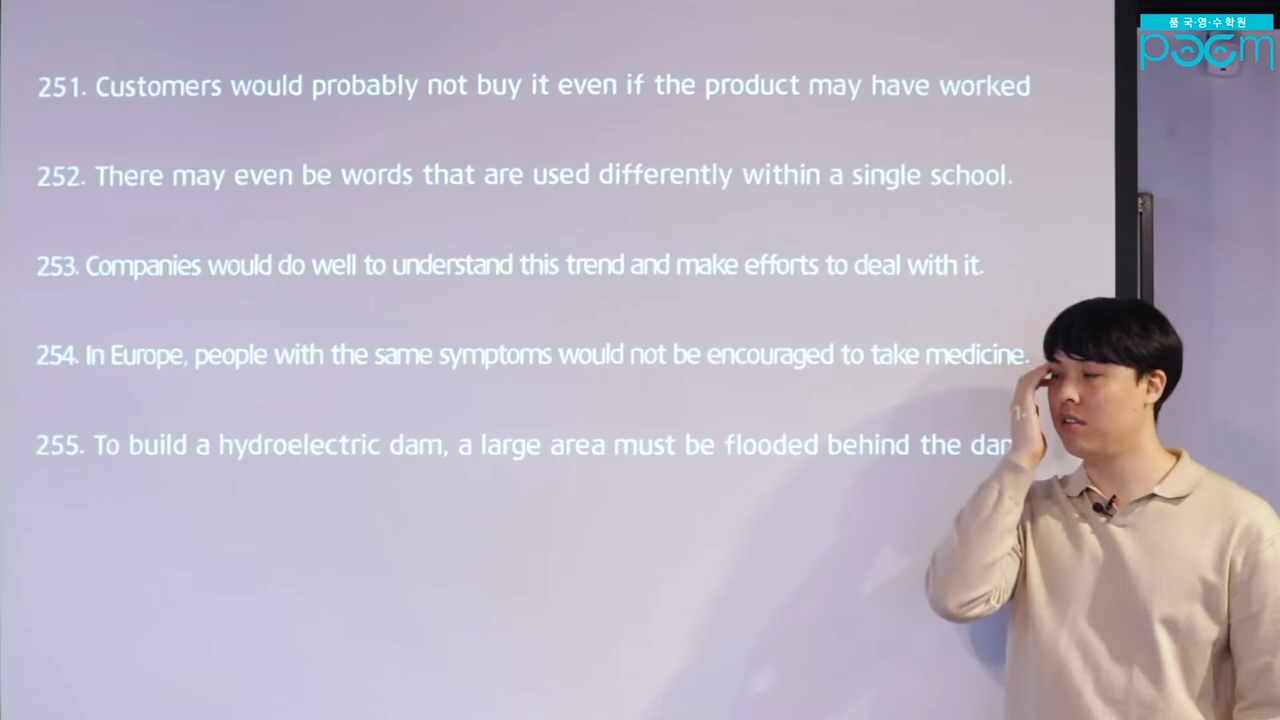 품 국·영·수학원
poem
251. Customers would probably not buy it even if the product may have worked
252. There may even be words that are used differently within a single school.
253. Companies would do well to understand this trend and make efforts to deal with it.
254. In Europe, people with the same symptoms would not be encouraged to take medicine.
255. To build a hydroelectric dam, a large area must be flooded behind the